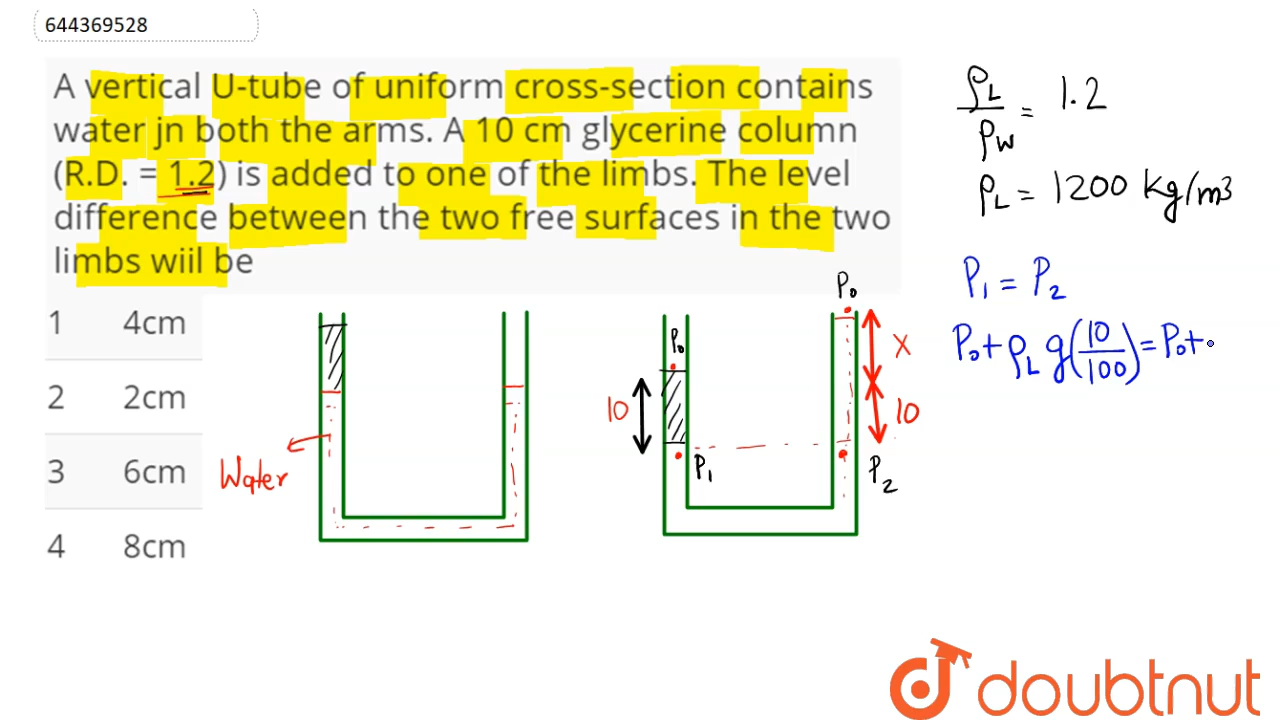 644369528
A vertical U-tube of uniform cross-section contains
water jn both the arms. A 10 cm glycerine column
(R.D. = 1.2) is added to one of the limbs. The level
difference between the two free surfaces in the two
limbs wiil be
1 4cm
2 2cm
3 6cm
4 8cm
Water
P₀
10
P₁
P₀
x
10
P₂
ρL/ρW = 1.2
ρL = 1200 kg/m³
P₁ = P₂
P₀ + ρL g(10/100) = P₀ +
doubtnut